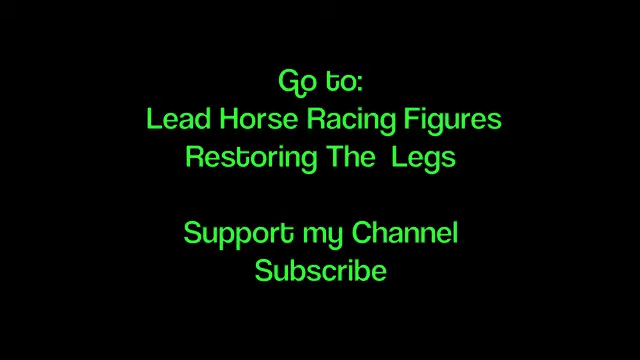 Go to:
Lead Horse Racing Figures
Restoring The Legs
Support my Channel
Subscribe